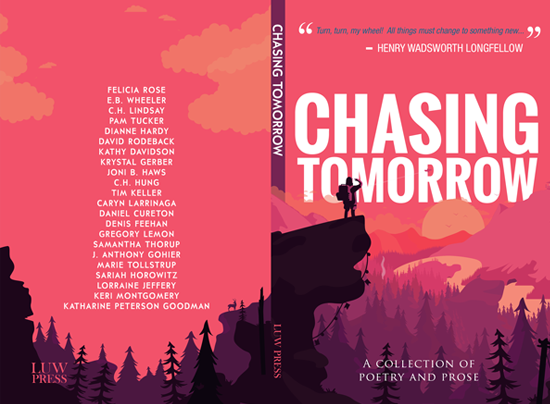 FELICIA ROSE
E.B. WHEELER
C.H. LINDSAY
PAM TUCKER
DIANNE HARDY
DAVID RODEBACK
KATHY DAVIDSON
KRYSTAL GERBER
JONI B. HAWS
C.H. HUNG
TIM KELLER
CARYN LARRINAGA
DANIEL CURETON
DENIS FEEHAN
GREGORY LEMON
SAMANTHA THORUP
J. ANTHONY GOHIER
MARIE TOLLSTRUP
SARIAH HOROWITZ
LORRAINE JEFFERY
KERI MONTGOMERY
KATHARINE PETERSON GOODMAN
LUW
PRESS
CHASING TOMORROW
LUW PRESS
“ Turn, turn, my wheel! All things must change to something new... ”
– HENRY WADSWORTH LONGFELLOW
CHASING
TOMORROW
A COLLECTION OF
POETRY AND PROSE